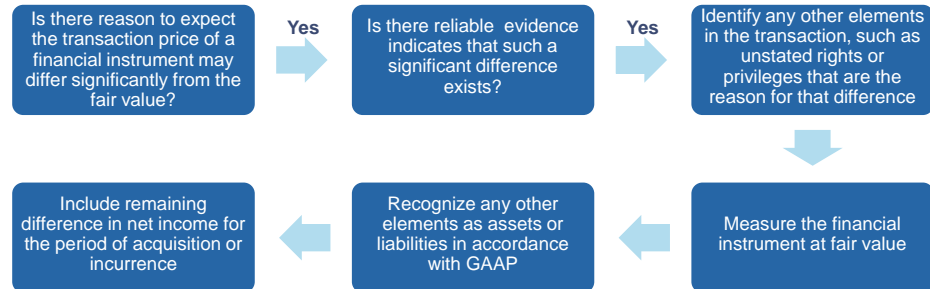 Is there reason to expect
the transaction price of a
financial instrument may
differ significantly from the
fair value?
Yes
Is there reliable evidence
indicates that such a
significant difference
exists?
Yes
Identify any other elements
in the transaction, such as
unstated rights or
privileges that are the
reason for that difference
Measure the financial
instrument at fair value
Recognize any other
elements as assets or
liabilities in accordance
with GAAP
Include remaining
difference in net income for
the period of acquisition or
incurrence